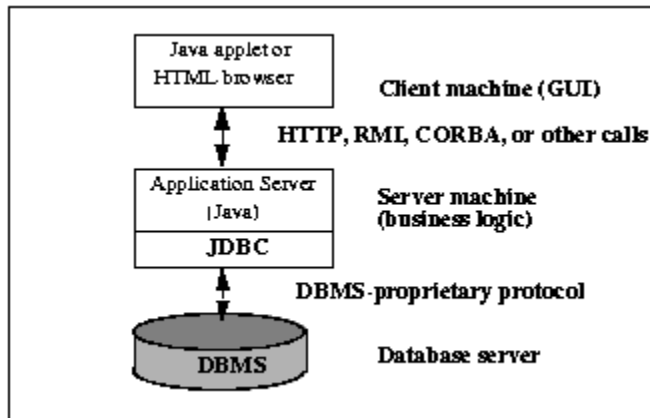 Java applet or
HTML browser
Client machine (GUI)
HTTP, RMI, CORBA, or other calls
Application Server
(Java)
JDBC
Server machine
(business logic)
DBMS-proprietary protocol
DBMS
Database server